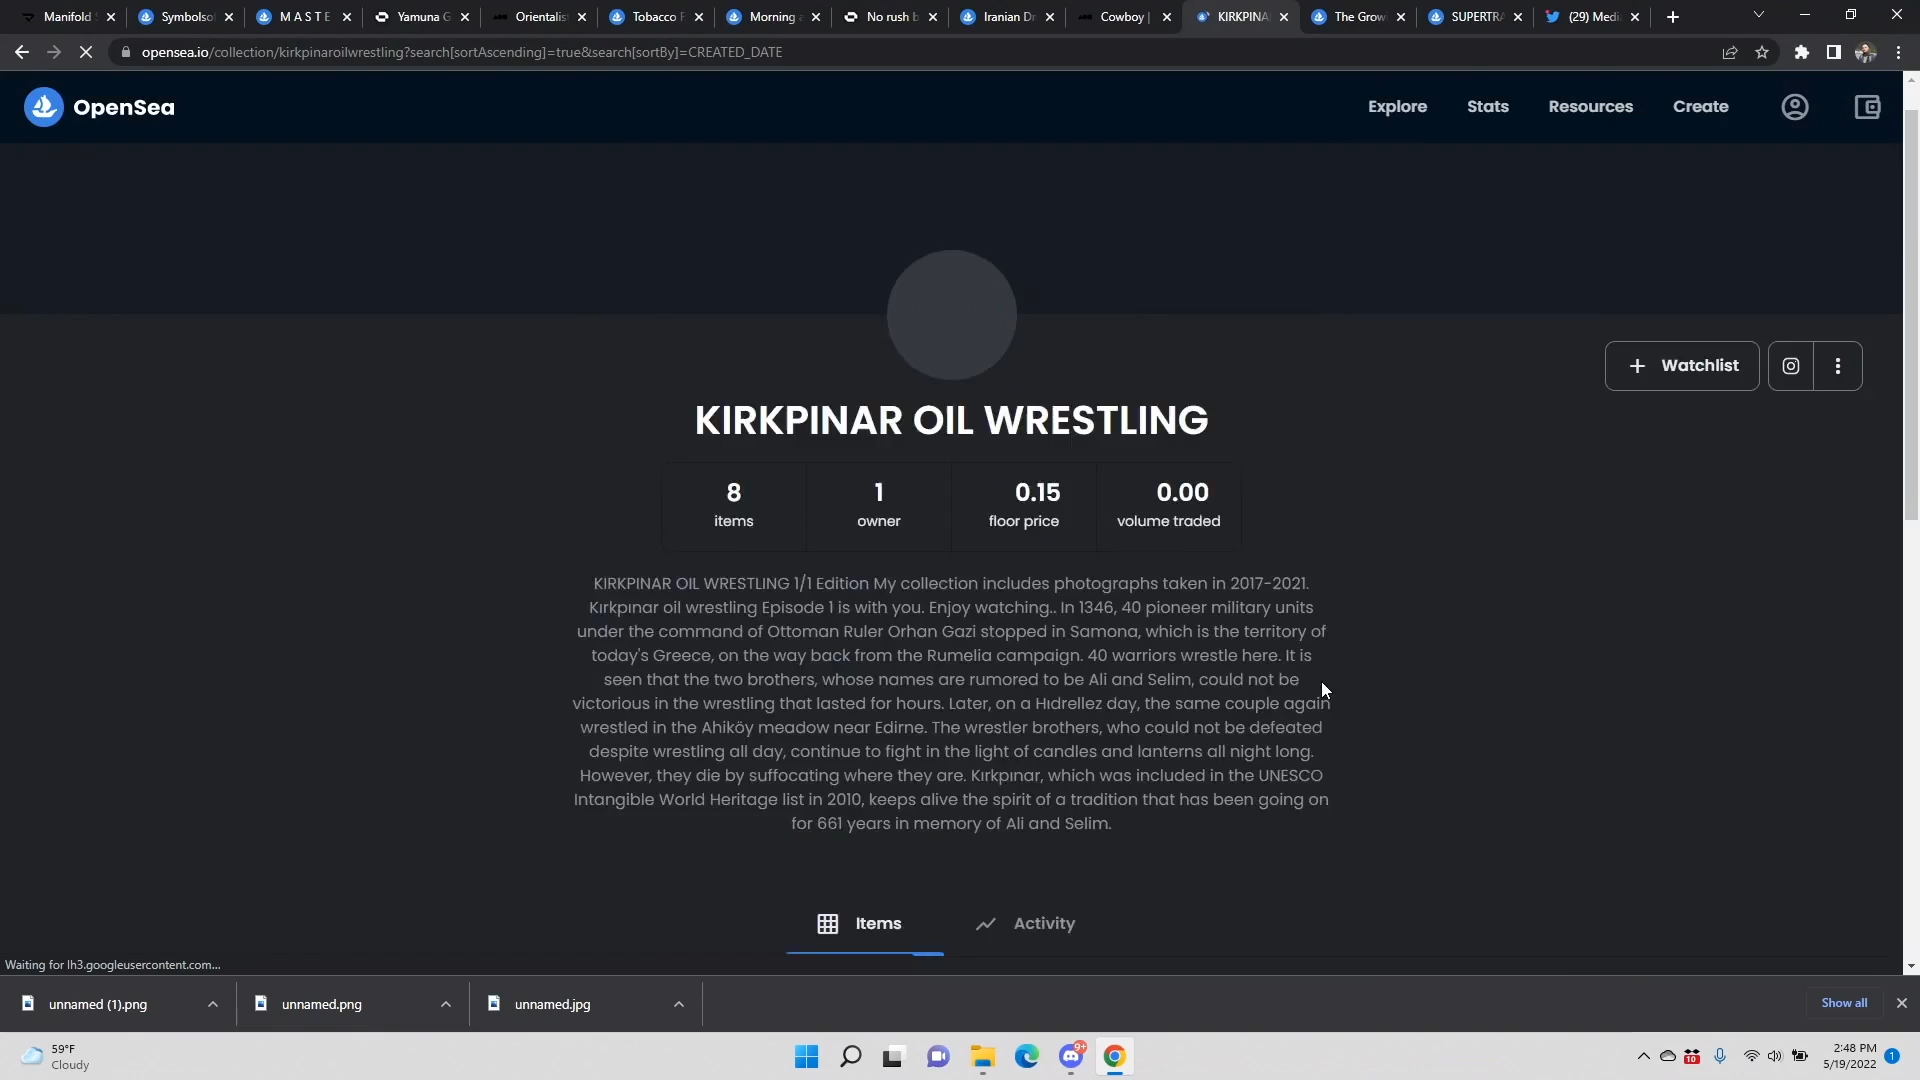 Manifold
Symbolsol
M A S T E
Yamuna G
Orientalis
Tobacco F
Morning a
No rush b
Iranian Dr
Cowboy |
KIRKPINA
The Growi
SUPERTRA
(29) Medi
opensea.io/collection/kirkpinaroilwrestling?search[sortAscending]=true&search[sortBy]=CREATED_DATE
OpenSea
Explore
Stats
Resources
Create
Watchlist
KIRKPINAR OIL WRESTLING
8
1
0.15
0.00
items
owner
floor price
volume traded
KIRKPINAR OIL WRESTLING 1/1 Edition My collection includes photographs taken in 2017-2021.
Kırkpınar oil wrestling Episode 1 is with you. Enjoy watching.. In 1346, 40 pioneer military units
under the command of Ottoman Ruler Orhan Gazi stopped in Samona, which is the territory of
today's Greece, on the way back from the Rumelia campaign. 40 warriors wrestle here. It is
seen that the two brothers, whose names are rumored to be Ali and Selim, could not be
victorious in the wrestling that lasted for hours. Later, on a Hıdrellez day, the same couple again
wrestled in the Ahiköy meadow near Edirne. The wrestler brothers, who could not be defeated
despite wrestling all day, continue to fight in the light of candles and lanterns all night long.
However, they die by suffocating where they are. Kırkpınar, which was included in the UNESCO
Intangible World Heritage list in 2010, keeps alive the spirit of a tradition that has been going on
for 661 years in memory of Ali and Selim.
Items
Activity
Waiting for lh3.googleusercontent.com...
unnamed (1).png
unnamed.png
unnamed.jpg
Show all
59°F
Cloudy
9+
10
2:48 PM
5/19/2022
1